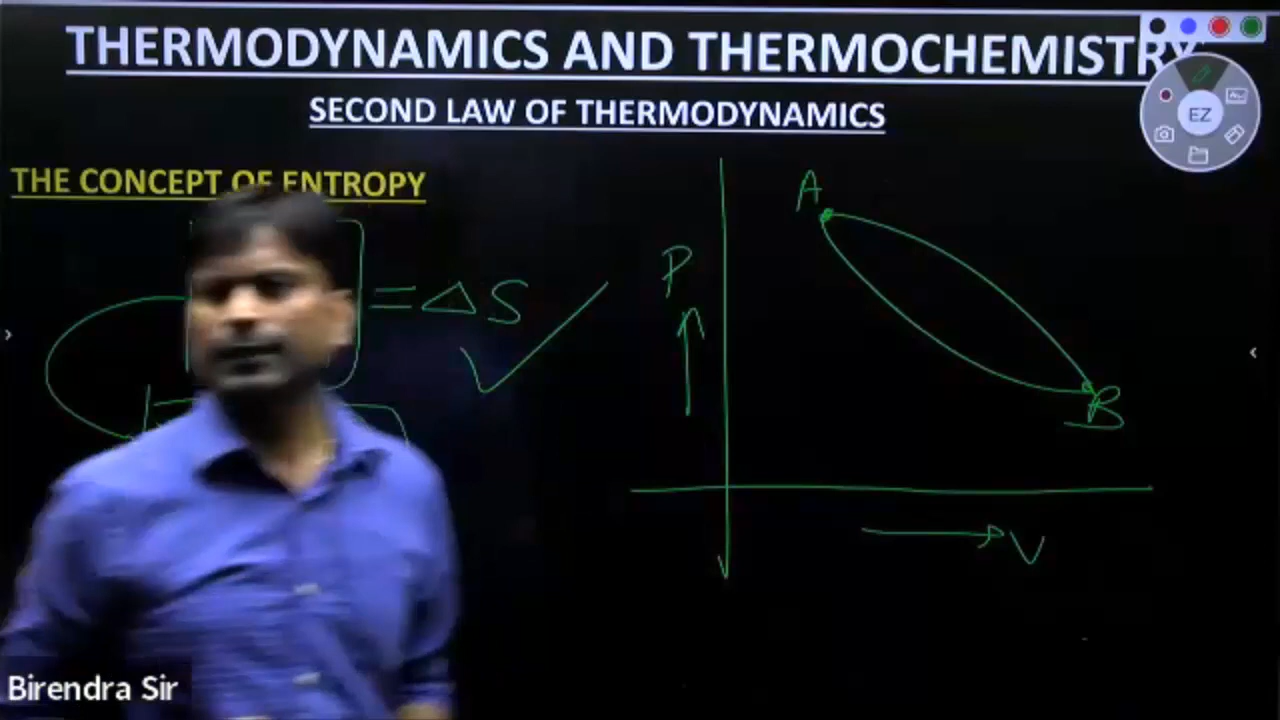 THERMODYNAMICS AND THERMOCHEMISTRY
SECOND LAW OF THERMODYNAMICS
EZ
THE CONCEPT OF ENTROPY
= ΔS
A
P
B
V
Birendra Sir